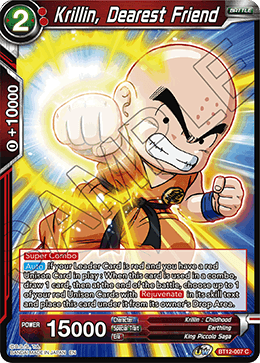 2
Krillin, Dearest Friend
BATTLE
+10000
Super Combo
Auto If your Leader Card is red and you have a red
Unison Card in play: When this card is used in a
combo, draw 1 card, then at the end of the battle, choose up to 1
of your red Unison Cards with Rejuvenate in its skill text
and place this card under it from its owner's Drop Area.
POWER
15000
Character
Krillin : Childhood
Special Trait
Earthling
Era
King Piccolo Saga
BT12-007 C